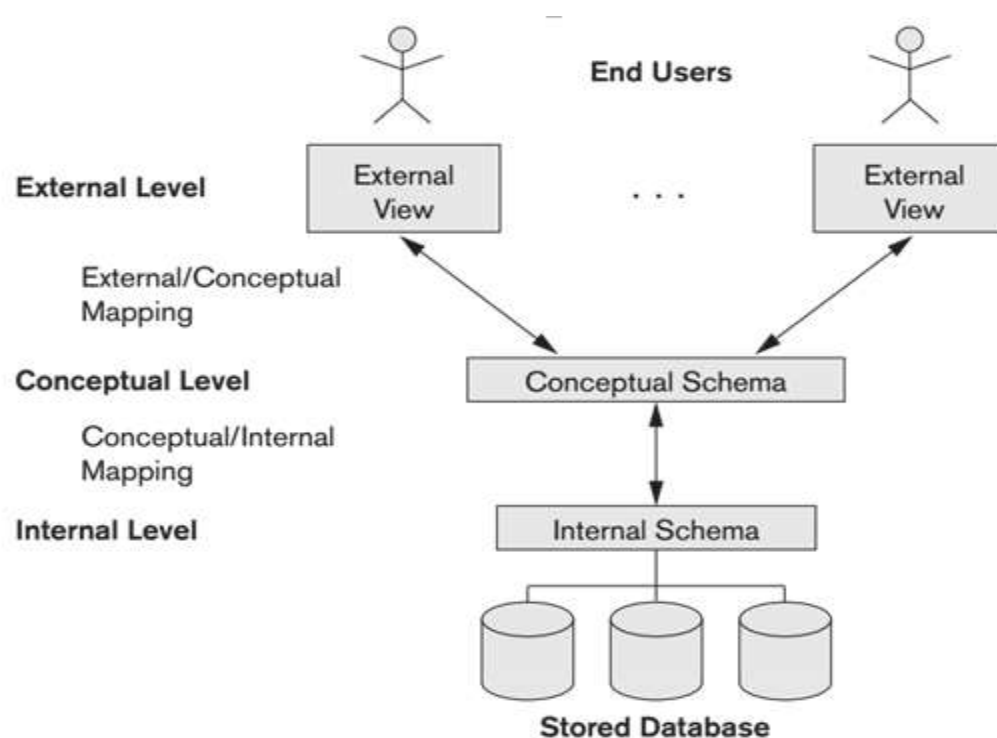 End Users
External Level
External
View
. . .
External
View
External/Conceptual
Mapping
Conceptual Level
Conceptual Schema
Conceptual/Internal
Mapping
Internal Level
Internal Schema
Stored Database